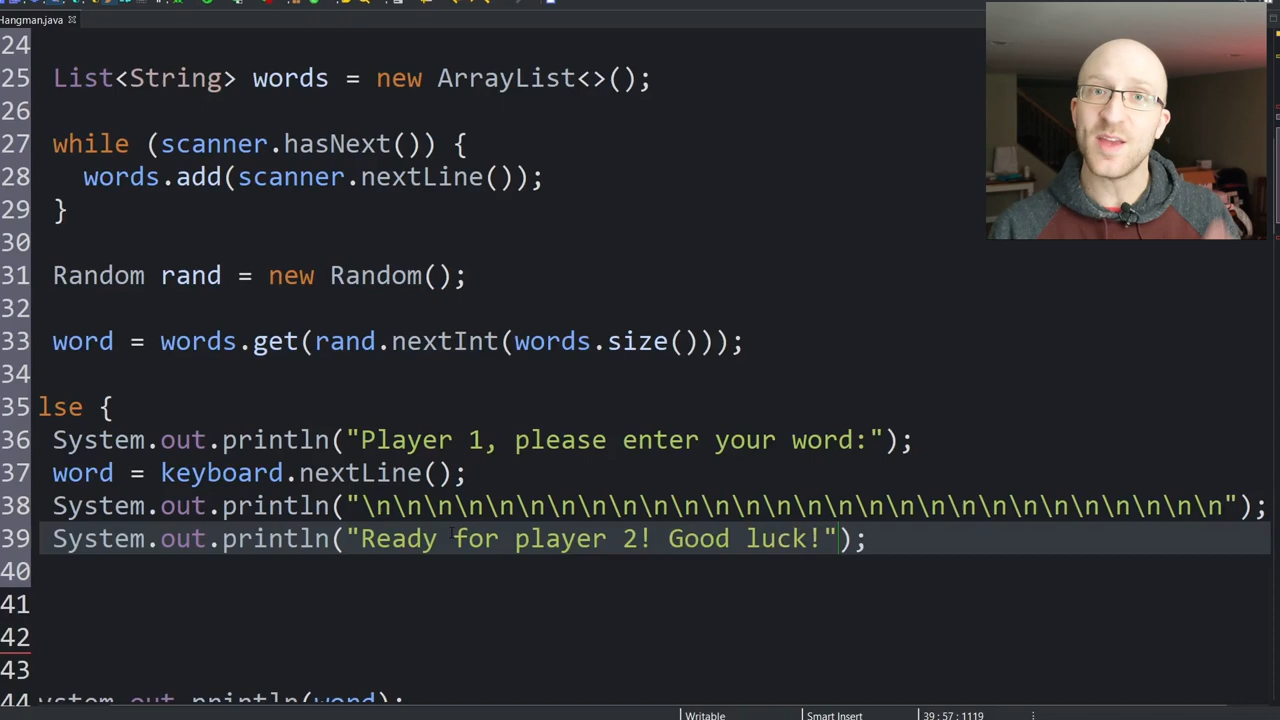 Hangman.java
24
25 List<String> words = new ArrayList<>();
26
27 while (scanner.hasNext()) {
28 words.add(scanner.nextLine());
29 }
30
31 Random rand = new Random();
32
33 word = words.get(rand.nextInt(words.size()));
34
35 lse {
36 System.out.println("Player 1, please enter your word:");
37 word = keyboard.nextLine();
38 System.out.println("\n\n\n\n\n\n\n\n\n\n\n\n\n\n\n\n\n\n\n\n\n\n\n\n\n\n\n\n");
39 System.out.println("Ready for player 2! Good luck!");
40
41
42
43
44 ystem.out.println(word);
Writable
Smart Insert
39 : 57 : 1119